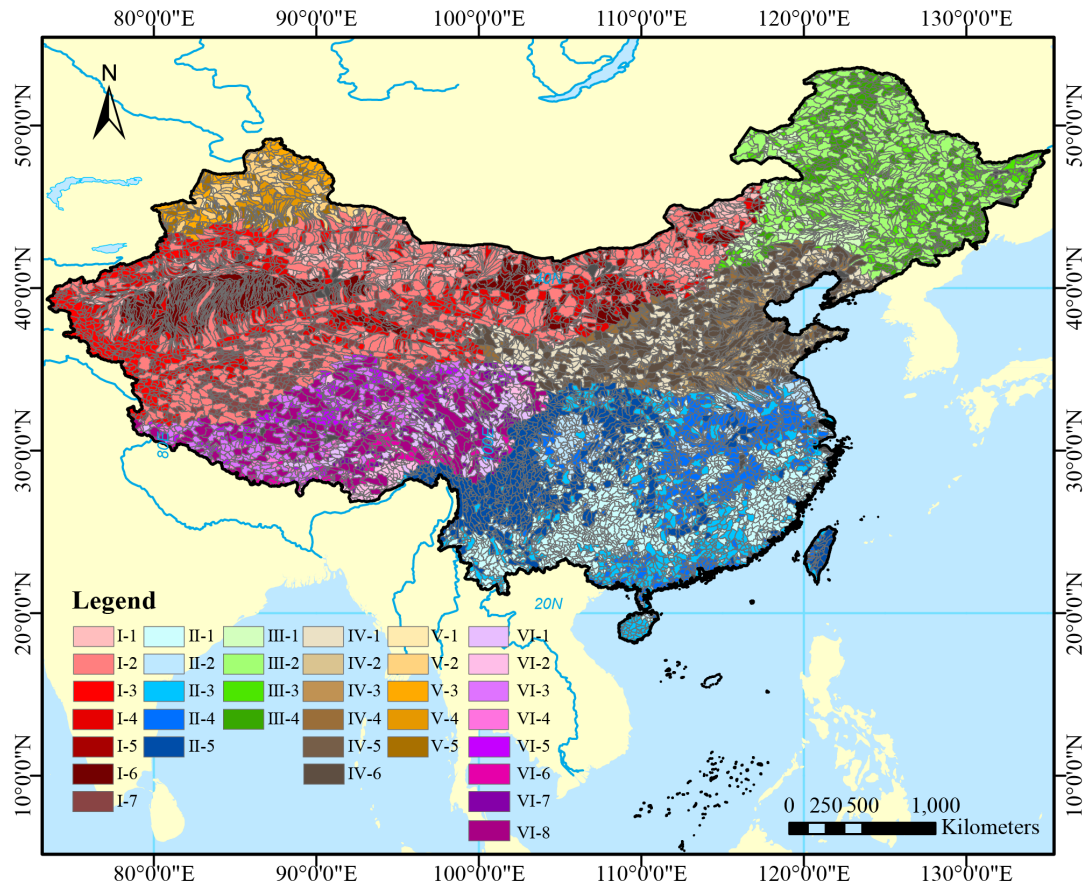 80°0'0"E 90°0'0"E 100°0'0"E 110°0'0"E 120°0'0"E 130°0'0"E
N
50°0'0"N 50°0'0"N
40°0'0"N 40°0'0"N
40N
30°0'0"N 30°0'0"N
20°0'0"N 20°0'0"N
20N
10°0'0"N 10°0'0"N
Legend
I-1 II-1 III-1 IV-1 V-1 VI-1
I-2 II-2 III-2 IV-2 V-2 VI-2
I-3 II-3 III-3 IV-3 V-3 VI-3
I-4 II-4 III-4 IV-4 V-4 VI-4
I-5 II-5 IV-5 V-5 VI-5
I-6 IV-6 VI-6
I-7 VI-7
VI-8
0 250 500 1,000
Kilometers
80°0'0"E 90°0'0"E 100°0'0"E 110°0'0"E 120°0'0"E 130°0'0"E